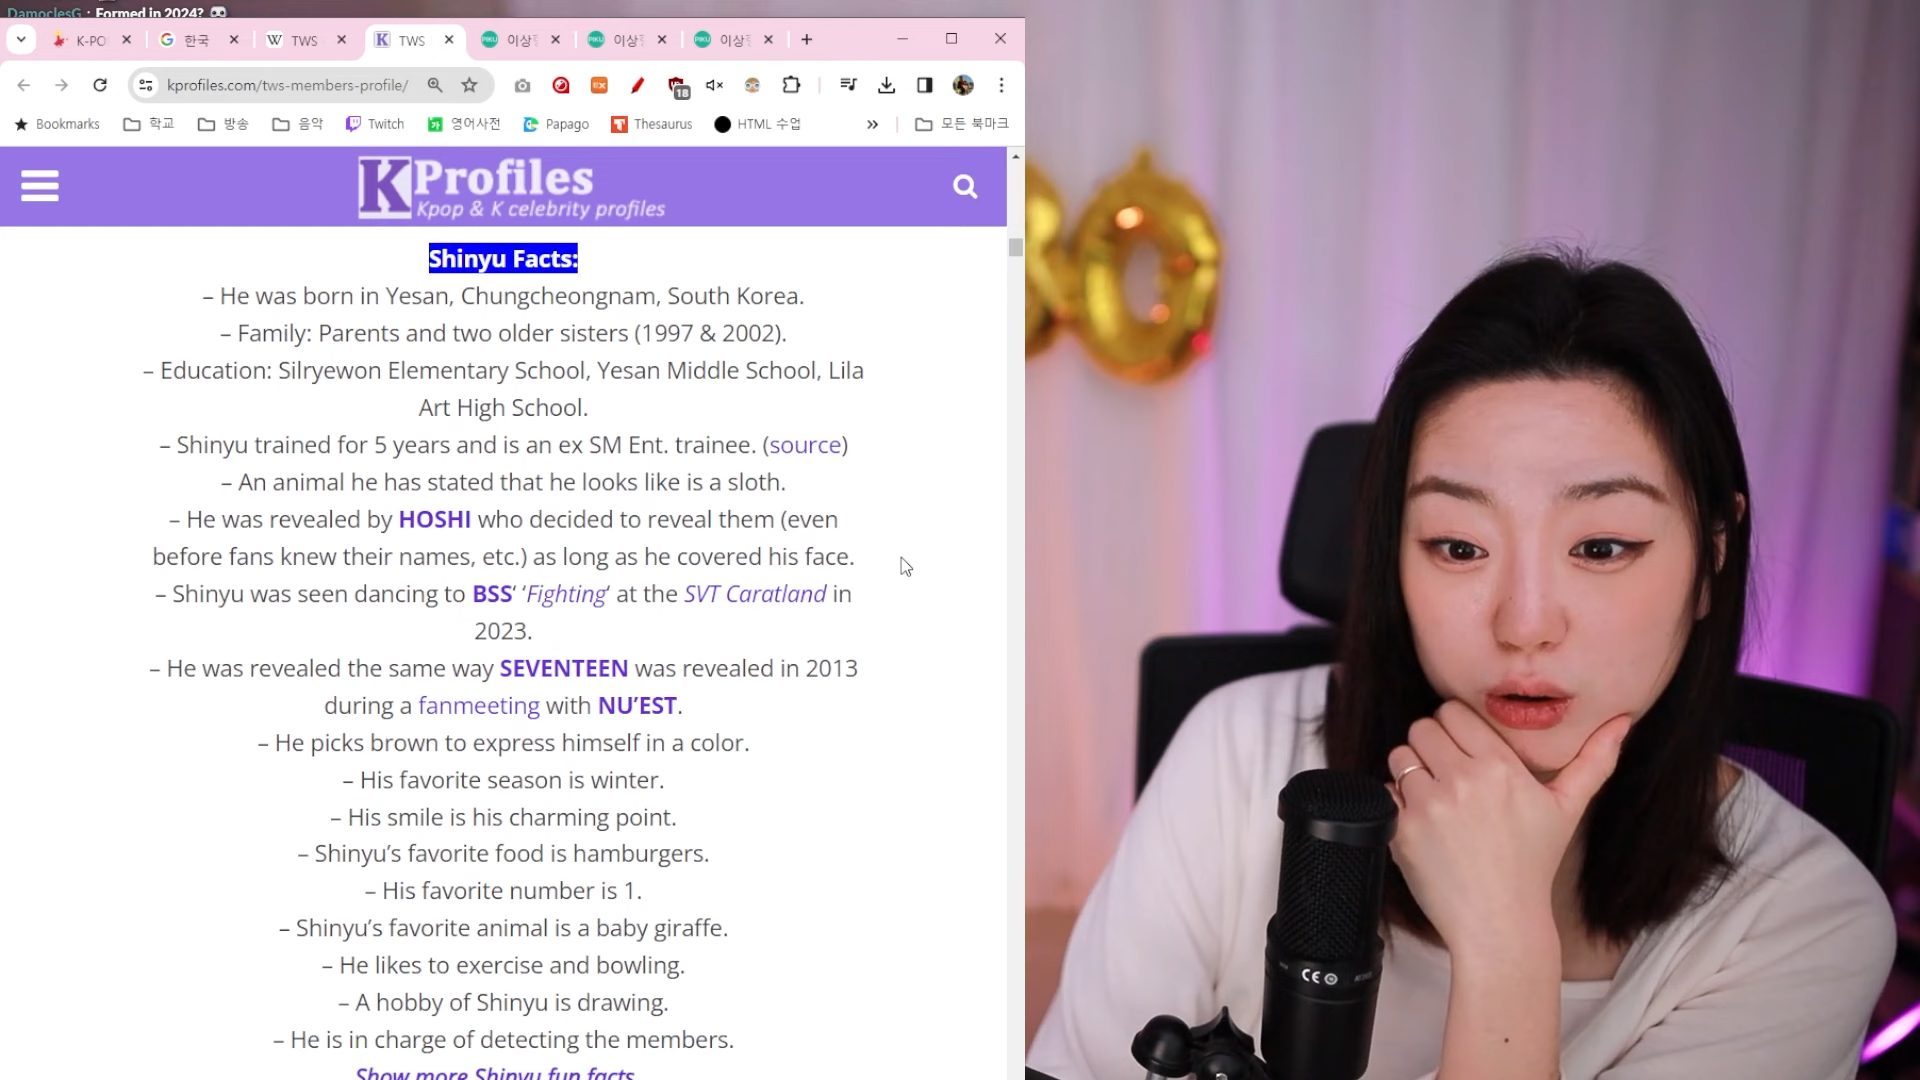 DamoclesG : Formed in 2024?
K-PO
한국
TWS
TWS
이상형
이상형
이상형
kprofiles.com/tws-members-profile/
18
Bookmarks
학교
방송
음악
Twitch
영어사전
Papago
Thesaurus
HTML 수업
모든 북마크
KProfiles
Kpop & K celebrity profiles
Shinyu Facts:
– He was born in Yesan, Chungcheongnam, South Korea.
– Family: Parents and two older sisters (1997 & 2002).
– Education: Silryewon Elementary School, Yesan Middle School, Lila
Art High School.
– Shinyu trained for 5 years and is an ex SM Ent. trainee. (source)
– An animal he has stated that he looks like is a sloth.
– He was revealed by HOSHI who decided to reveal them (even
before fans knew their names, etc.) as long as he covered his face.
– Shinyu was seen dancing to BSS‘ ‘Fighting‘ at the SVT Caratland in
2023.
– He was revealed the same way SEVENTEEN was revealed in 2013
during a fanmeeting with NU’EST.
– He picks brown to express himself in a color.
– His favorite season is winter.
– His smile is his charming point.
– Shinyu’s favorite food is hamburgers.
– His favorite number is 1.
– Shinyu’s favorite animal is a baby giraffe.
– He likes to exercise and bowling.
– A hobby of Shinyu is drawing.
– He is in charge of detecting the members.
Show more Shinyu fun facts